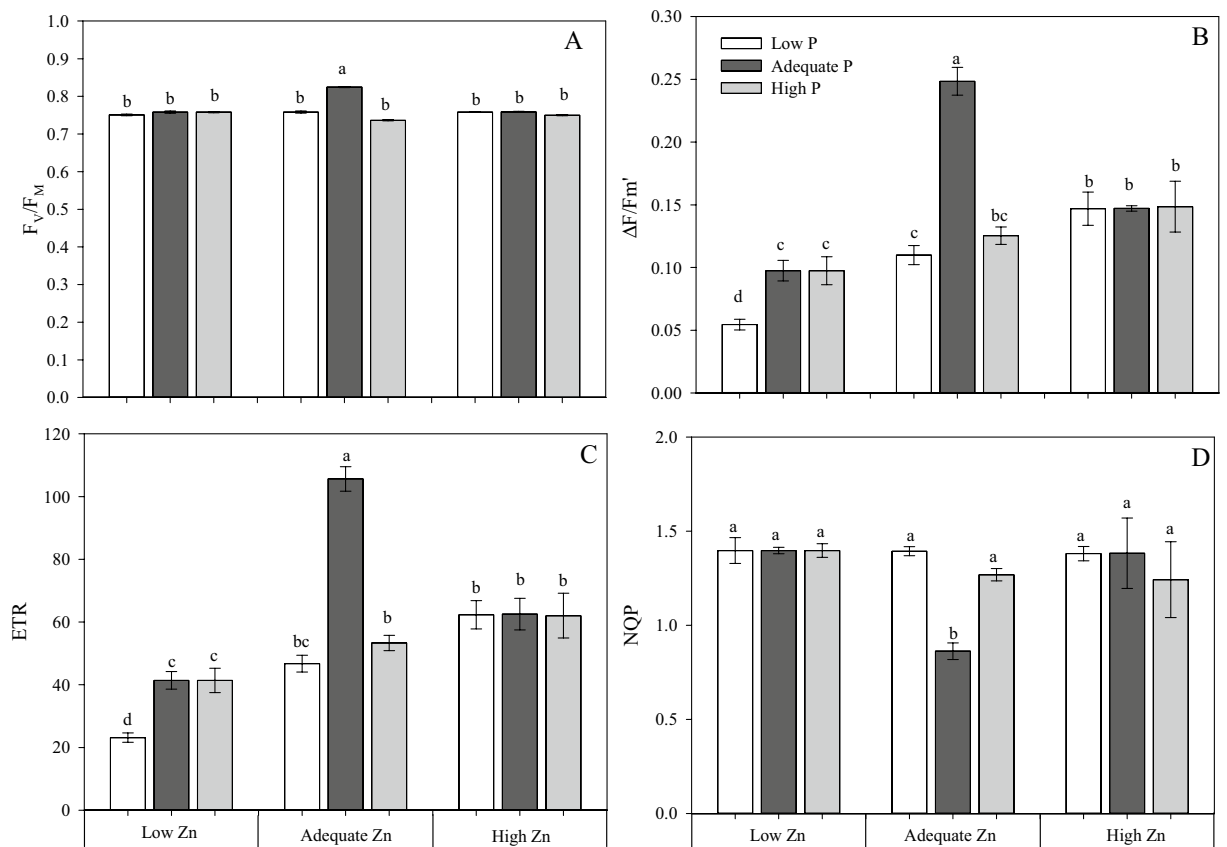 A
1.0
0.9
0.8
0.7
0.6
0.5
0.4
0.3
0.2
0.1
0.0
FV/FM
b b b
b a b
b b b
B
0.30
0.25
0.20
0.15
0.10
0.05
0.00
ΔF/Fm'
Low P
Adequate P
High P
d c c
c a bc
b b b
C
120
100
80
60
40
20
0
ETR
d c c
bc a b
b b b
Low Zn Adequate Zn High Zn
D
2.0
1.5
1.0
0.5
0.0
NQP
a a a
a b a
a a a
Low Zn Adequate Zn High Zn